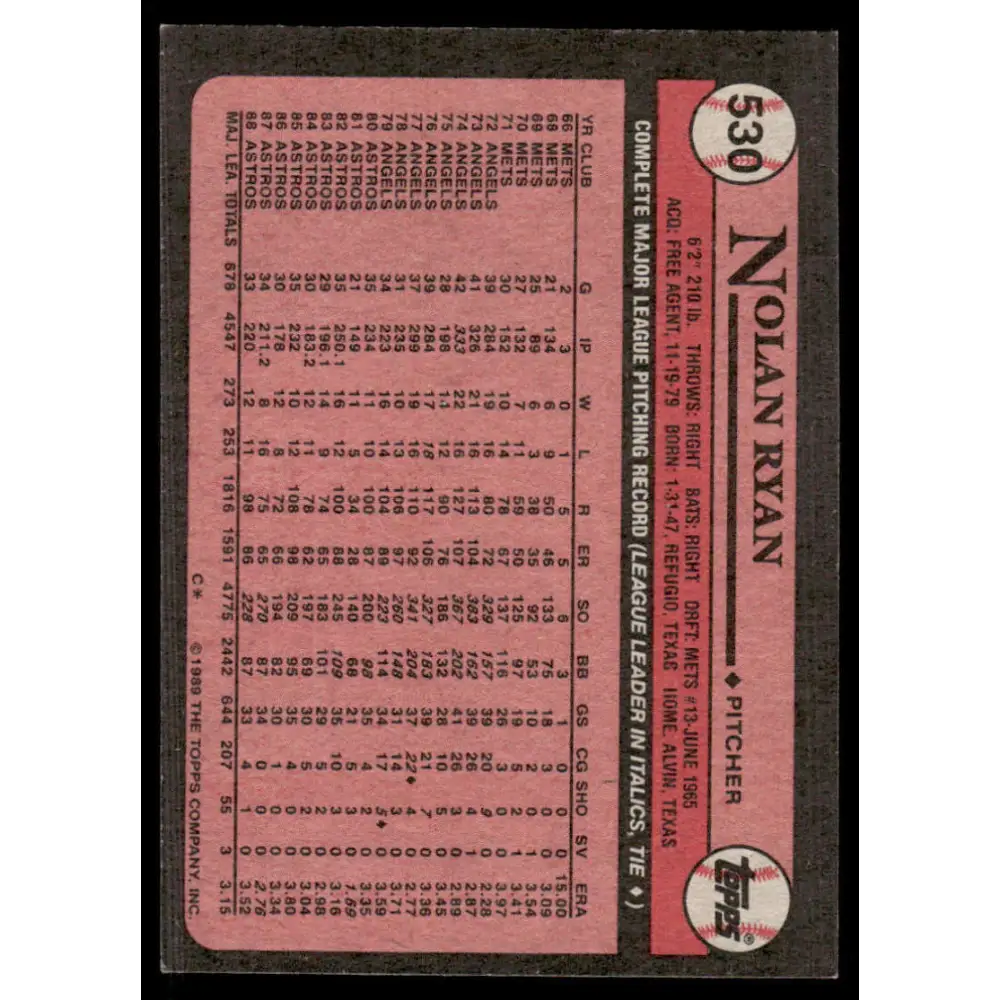 530 NOLAN RYAN ♦ PITCHER topps®
6'2" 210 lb. THROWS: RIGHT BATS: RIGHT DRFT: METS #13-JUNE 1965
ACQ: FREE AGENT, 11-19-79 BORN: 1-31-47, REFUGIO, TEXAS HOME: ALVIN, TEXAS
COMPLETE MAJOR LEAGUE PITCHING RECORD (LEAGUE LEADER IN ITALICS, TIE ♦)
YR CLUB G IP W L R ER SO BB GS CG SHO SV ERA
66 METS 2 3 0 1 5 5 6 3 1 0 0 0 15.00
68 METS 21 134 6 9 50 46 133 75 18 3 0 0 3.09
69 METS 25 89 6 3 38 35 92 53 10 2 0 1 3.54
70 METS 27 132 7 11 59 50 125 97 19 5 2 1 3.41
71 METS 30 152 10 14 78 67 137 116 26 3 0 0 3.97
72 ANGELS 39 284 19 16 80 72 329 157 39 20 9 0 2.28
73 ANGELS 41 326 21 16 113 104 383 162 39 26 4 1 2.87
74 ANGELS 42 333 22 16 127 107 367 202 41 26 3 0 2.89
75 ANGELS 28 198 14 12 90 76 186 132 28 10 5 0 3.45
76 ANGELS 39 284 17 18 117 106 327 183 39 21 7 0 3.36
77 ANGELS 37 299 19 16 110 92 341 204 37 22♦ 4 0 2.77
78 ANGELS 31 235 10 13 106 97 260 148 31 14 3 0 3.71
79 ANGELS 34 223 16 14 104 89 223 114 34 17 5♦ 0 3.59
80 ASTROS 35 234 11 10 100 87 200 98 35 4 2 0 3.35
81 ASTROS 21 149 11 5 34 28 140 68 21 5 3 0 1.69
82 ASTROS 35 250.1 16 12 100 88 245 109 35 10 3 0 3.16
83 ASTROS 29 196.1 14 9 74 65 183 101 29 5 2 0 2.98
84 ASTROS 30 183.2 12 11 78 62 197 69 30 5 2 0 3.04
85 ASTROS 35 232 10 12 108 98 209 95 35 4 0 0 3.80
86 ASTROS 30 178 12 8 72 66 194 82 30 1 0 0 3.34
87 ASTROS 34 211.2 8 16 75 65 270 87 34 0 0 0 2.76
88 ASTROS 33 220 12 11 98 86 228 87 33 4 1 0 3.52
MAJ. LEA. TOTALS 678 4547 273 253 1816 1591 4775 2442 644 207 55 3 3.15
C* ©1989 THE TOPPS COMPANY, INC.